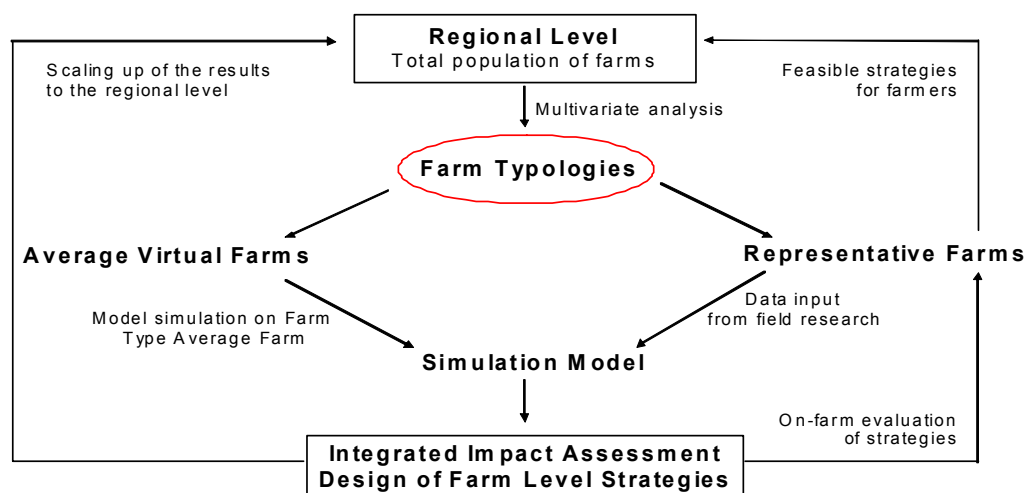 Regional Level
Total population of farms
Scaling up of the results
to the regional level
Feasible strategies
for farmers
Multivariate analysis
Farm Typologies
Average Virtual Farms
Representative Farms
Model simulation on Farm
Type Average Farm
Data input
from field research
Simulation Model
On-farm evaluation
of strategies
Integrated Impact Assessment
Design of Farm Level Strategies